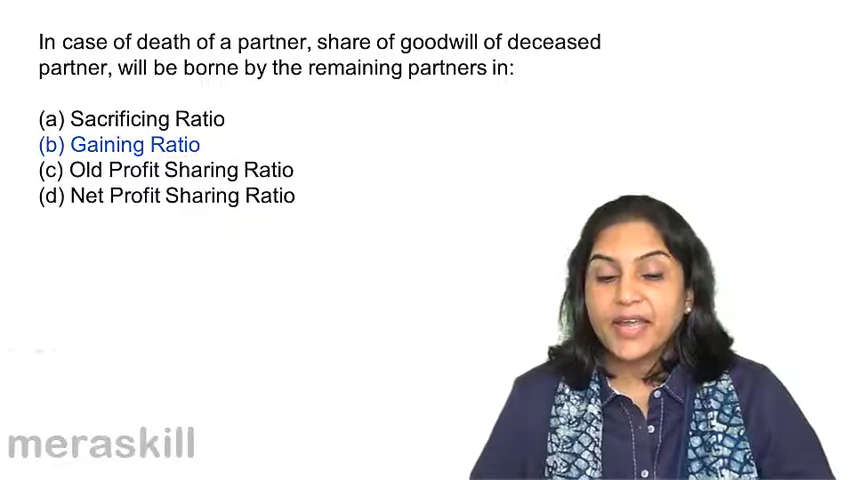 In case of death of a partner, share of goodwill of deceased
partner, will be borne by the remaining partners in:
(a) Sacrificing Ratio
(b) Gaining Ratio
(c) Old Profit Sharing Ratio
(d) Net Profit Sharing Ratio
meraskill